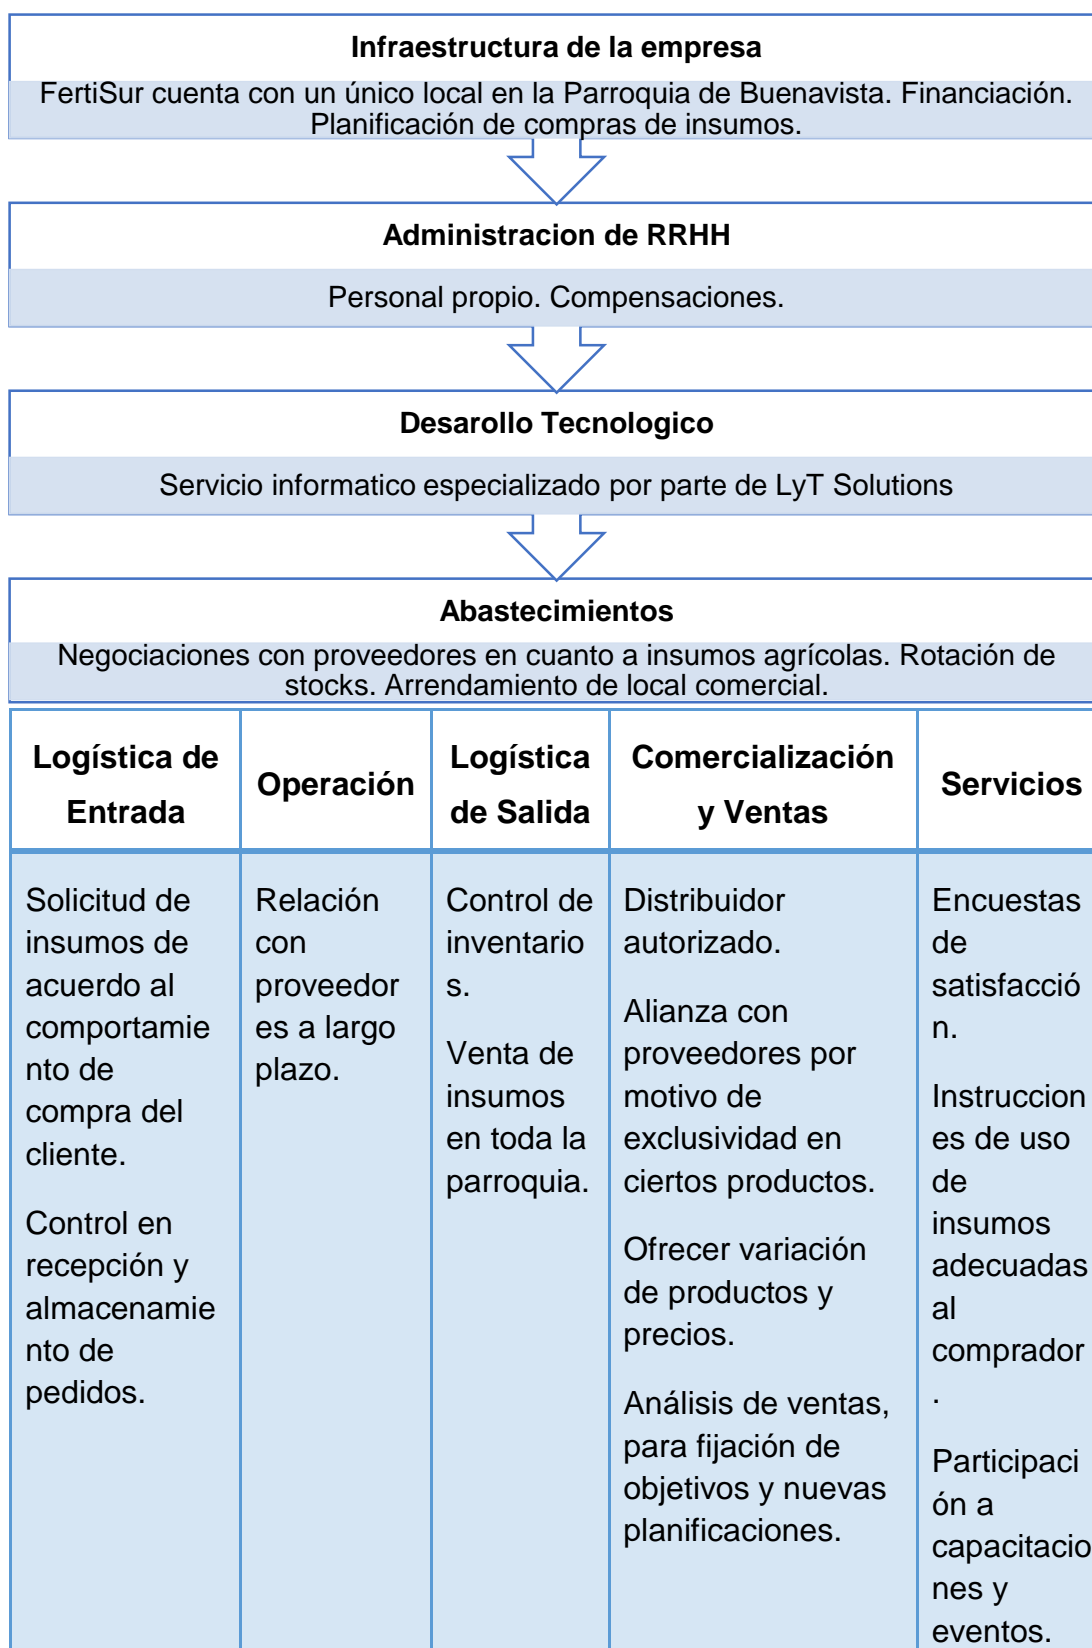 Infraestructura de la empresa
FertiSur cuenta con un único local en la Parroquia de Buenavista. Financiación.
Planificación de compras de insumos.
Administracion de RRHH
Personal propio. Compensaciones.
Desarollo Tecnologico
Servicio informatico especializado por parte de LyT Solutions
Abastecimientos
Negociaciones con proveedores en cuanto a insumos agrícolas. Rotación de
stocks. Arrendamiento de local comercial.
Logística de
Entrada
Operación
Logística
de Salida
Comercialización
y Ventas
Servicios
Solicitud de
insumos de
acuerdo al
comportamie
nto de
compra del
cliente.
Control en
recepción y
almacenamie
nto de
pedidos.
Relación
con
proveedor
es a largo
plazo.
Control de
inventario
s.
Venta de
insumos
en toda la
parroquia.
Distribuidor
autorizado.
Alianza con
proveedores por
motivo de
exclusividad en
ciertos productos.
Ofrecer variación
de productos y
precios.
Análisis de ventas,
para fijación de
objetivos y nuevas
planificaciones.
Encuestas
de
satisfacció
n.
Instruccion
es de uso
de
insumos
adecuadas
al
comprador
.
Participaci
ón a
capacitacio
nes y
eventos.